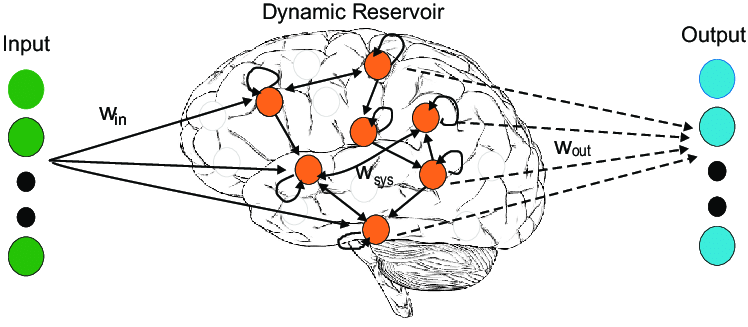 Dynamic Reservoir
Input
Output
Win
Wsys
Wout